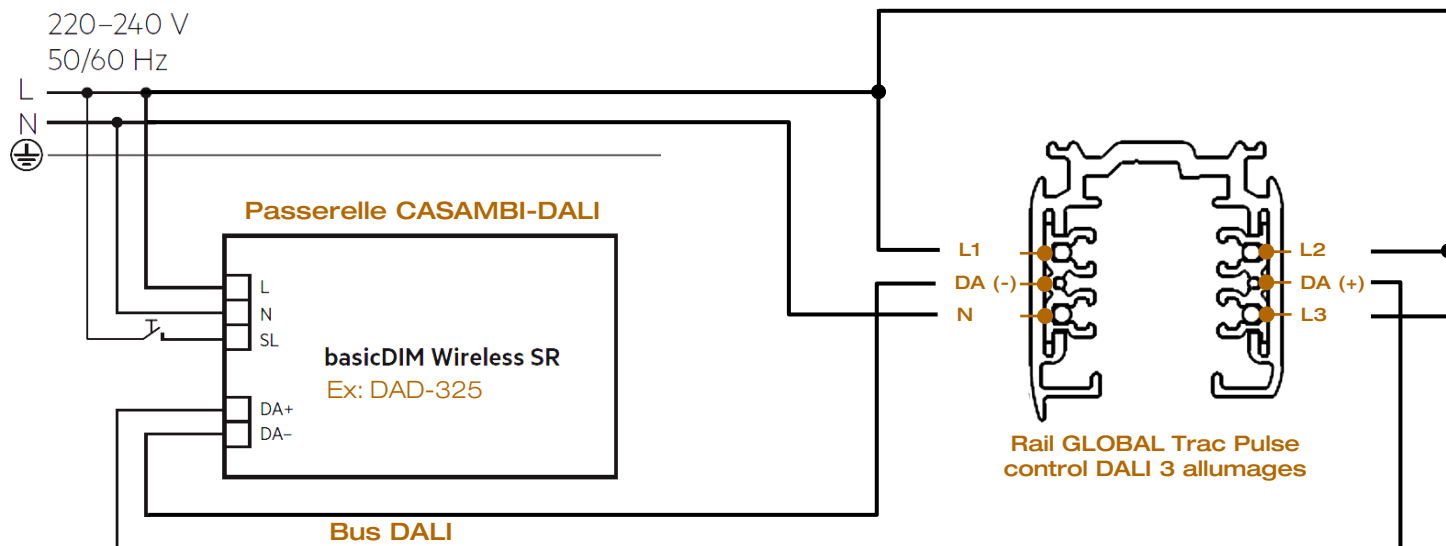 220–240 V
50/60 Hz
L
N
Passerelle CASAMBI-DALI
L
N
SL
basicDIM Wireless SR
Ex: DAD-325
DA+
DA–
Bus DALI
L1
DA (-)
N
L2
DA (+)
L3
Rail GLOBAL Trac Pulse
control DALI 3 allumages